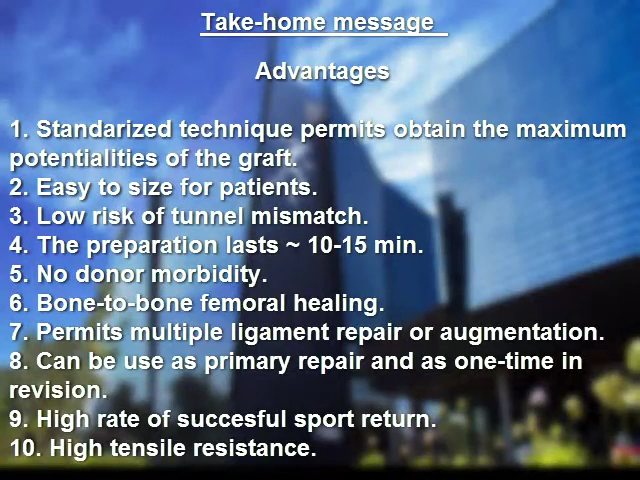 Take-home message
Advantages
1. Standarized technique permits obtain the maximum
potentialities of the graft.
2. Easy to size for patients.
3. Low risk of tunnel mismatch.
4. The preparation lasts ~ 10-15 min.
5. No donor morbidity.
6. Bone-to-bone femoral healing.
7. Permits multiple ligament repair or augmentation.
8. Can be use as primary repair and as one-time in
revision.
9. High rate of succesful sport return.
10. High tensile resistance.